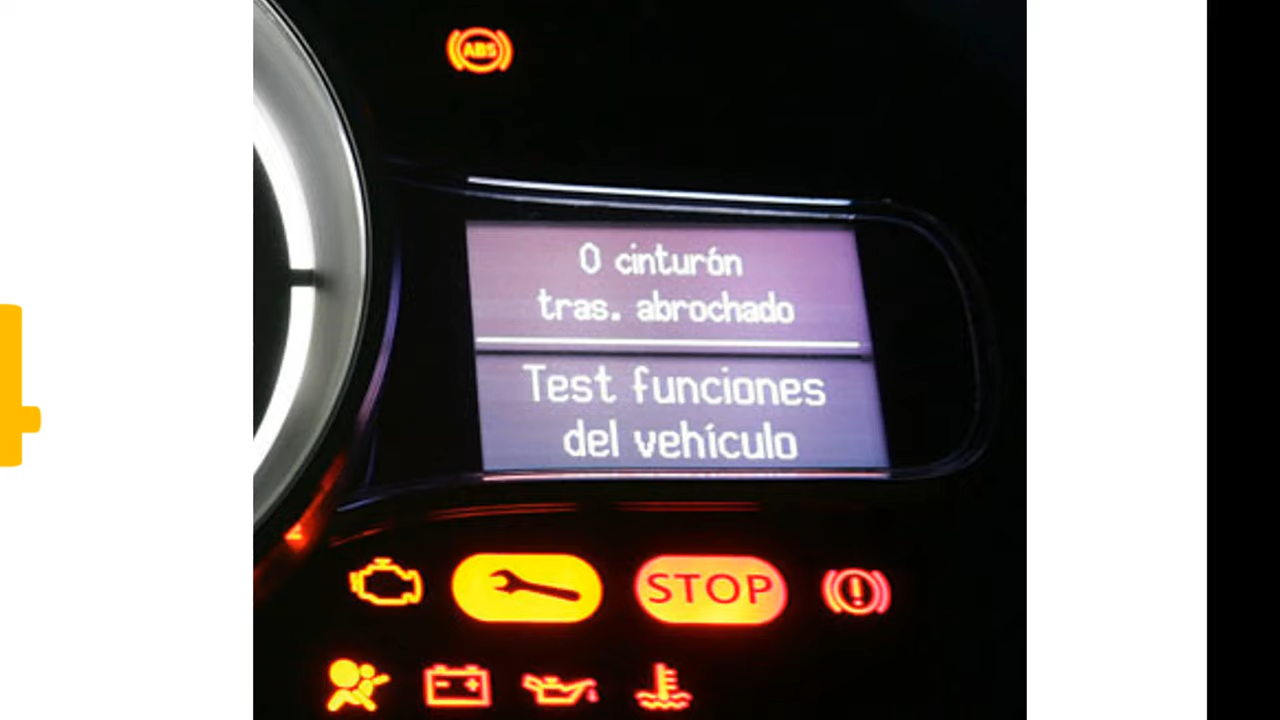 ABS
0 cinturón
tras. abrochado
Test funciones
del vehículo
STOP